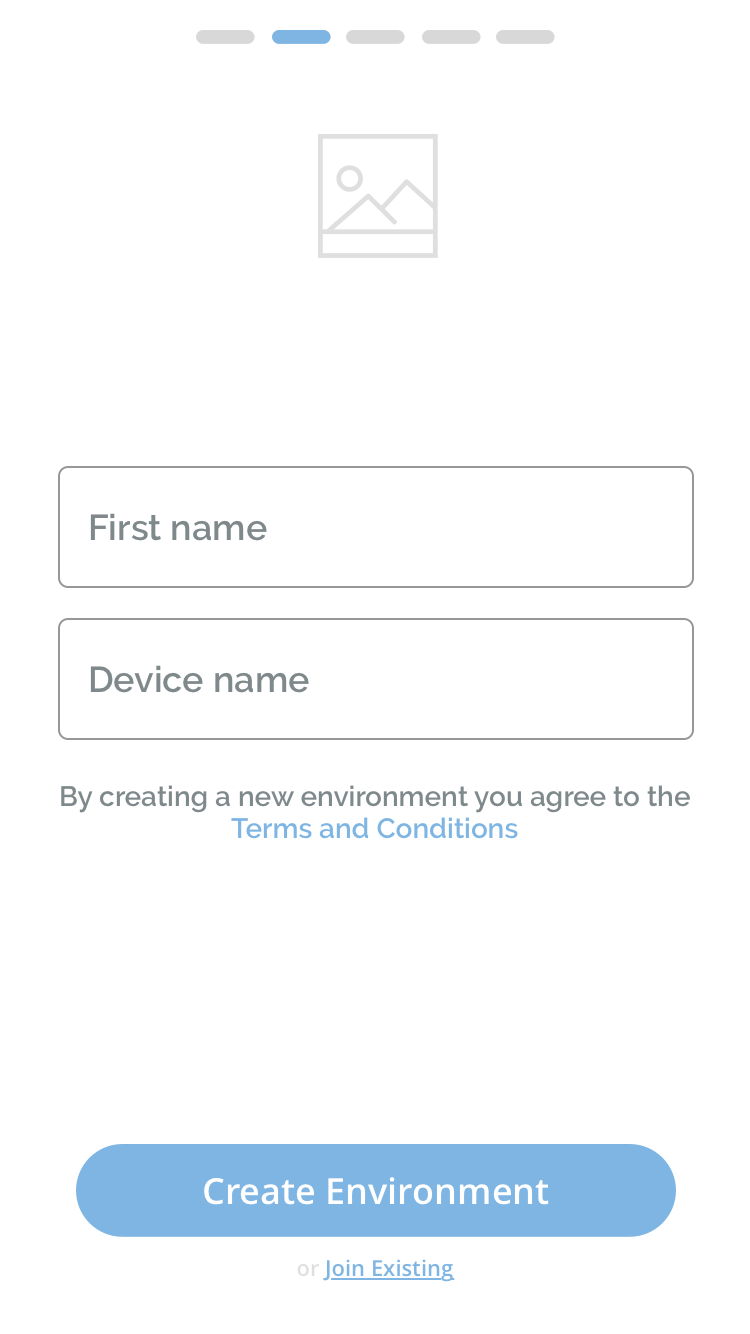 First name
Device name
By creating a new environment you agree to the
Terms and Conditions
Create Environment
or Join Existing